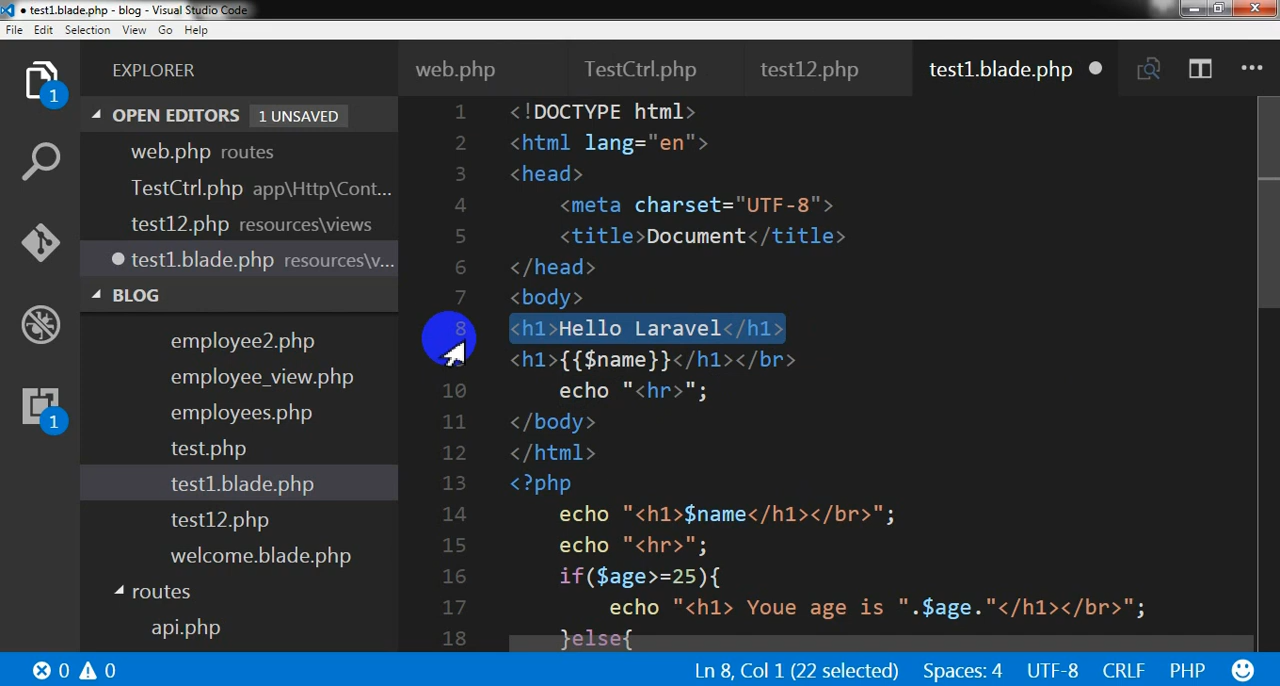 ● test1.blade.php - blog - Visual Studio Code
File Edit Selection View Go Help
EXPLORER
web.php TestCtrl.php test12.php test1.blade.php
OPEN EDITORS 1 UNSAVED
web.php routes
TestCtrl.php app\Http\Cont...
test12.php resources\views
test1.blade.php resources\v...
BLOG
employee2.php
employee_view.php
employees.php
test.php
test1.blade.php
test12.php
welcome.blade.php
routes
api.php
1
1
1 <!DOCTYPE html>
2 <html lang="en">
3 <head>
4 <meta charset="UTF-8">
5 <title>Document</title>
6 </head>
7 <body>
8 <h1>Hello Laravel</h1>
<h1>{{$name}}</h1></br>
10 echo "<hr>";
11 </body>
12 </html>
13 <?php
14 echo "<h1>$name</h1></br>";
15 echo "<hr>";
16 if($age>=25){
17 echo "<h1> Youe age is ".$age."</h1></br>";
18 }else{
0 0 Ln 8, Col 1 (22 selected) Spaces: 4 UTF-8 CRLF PHP